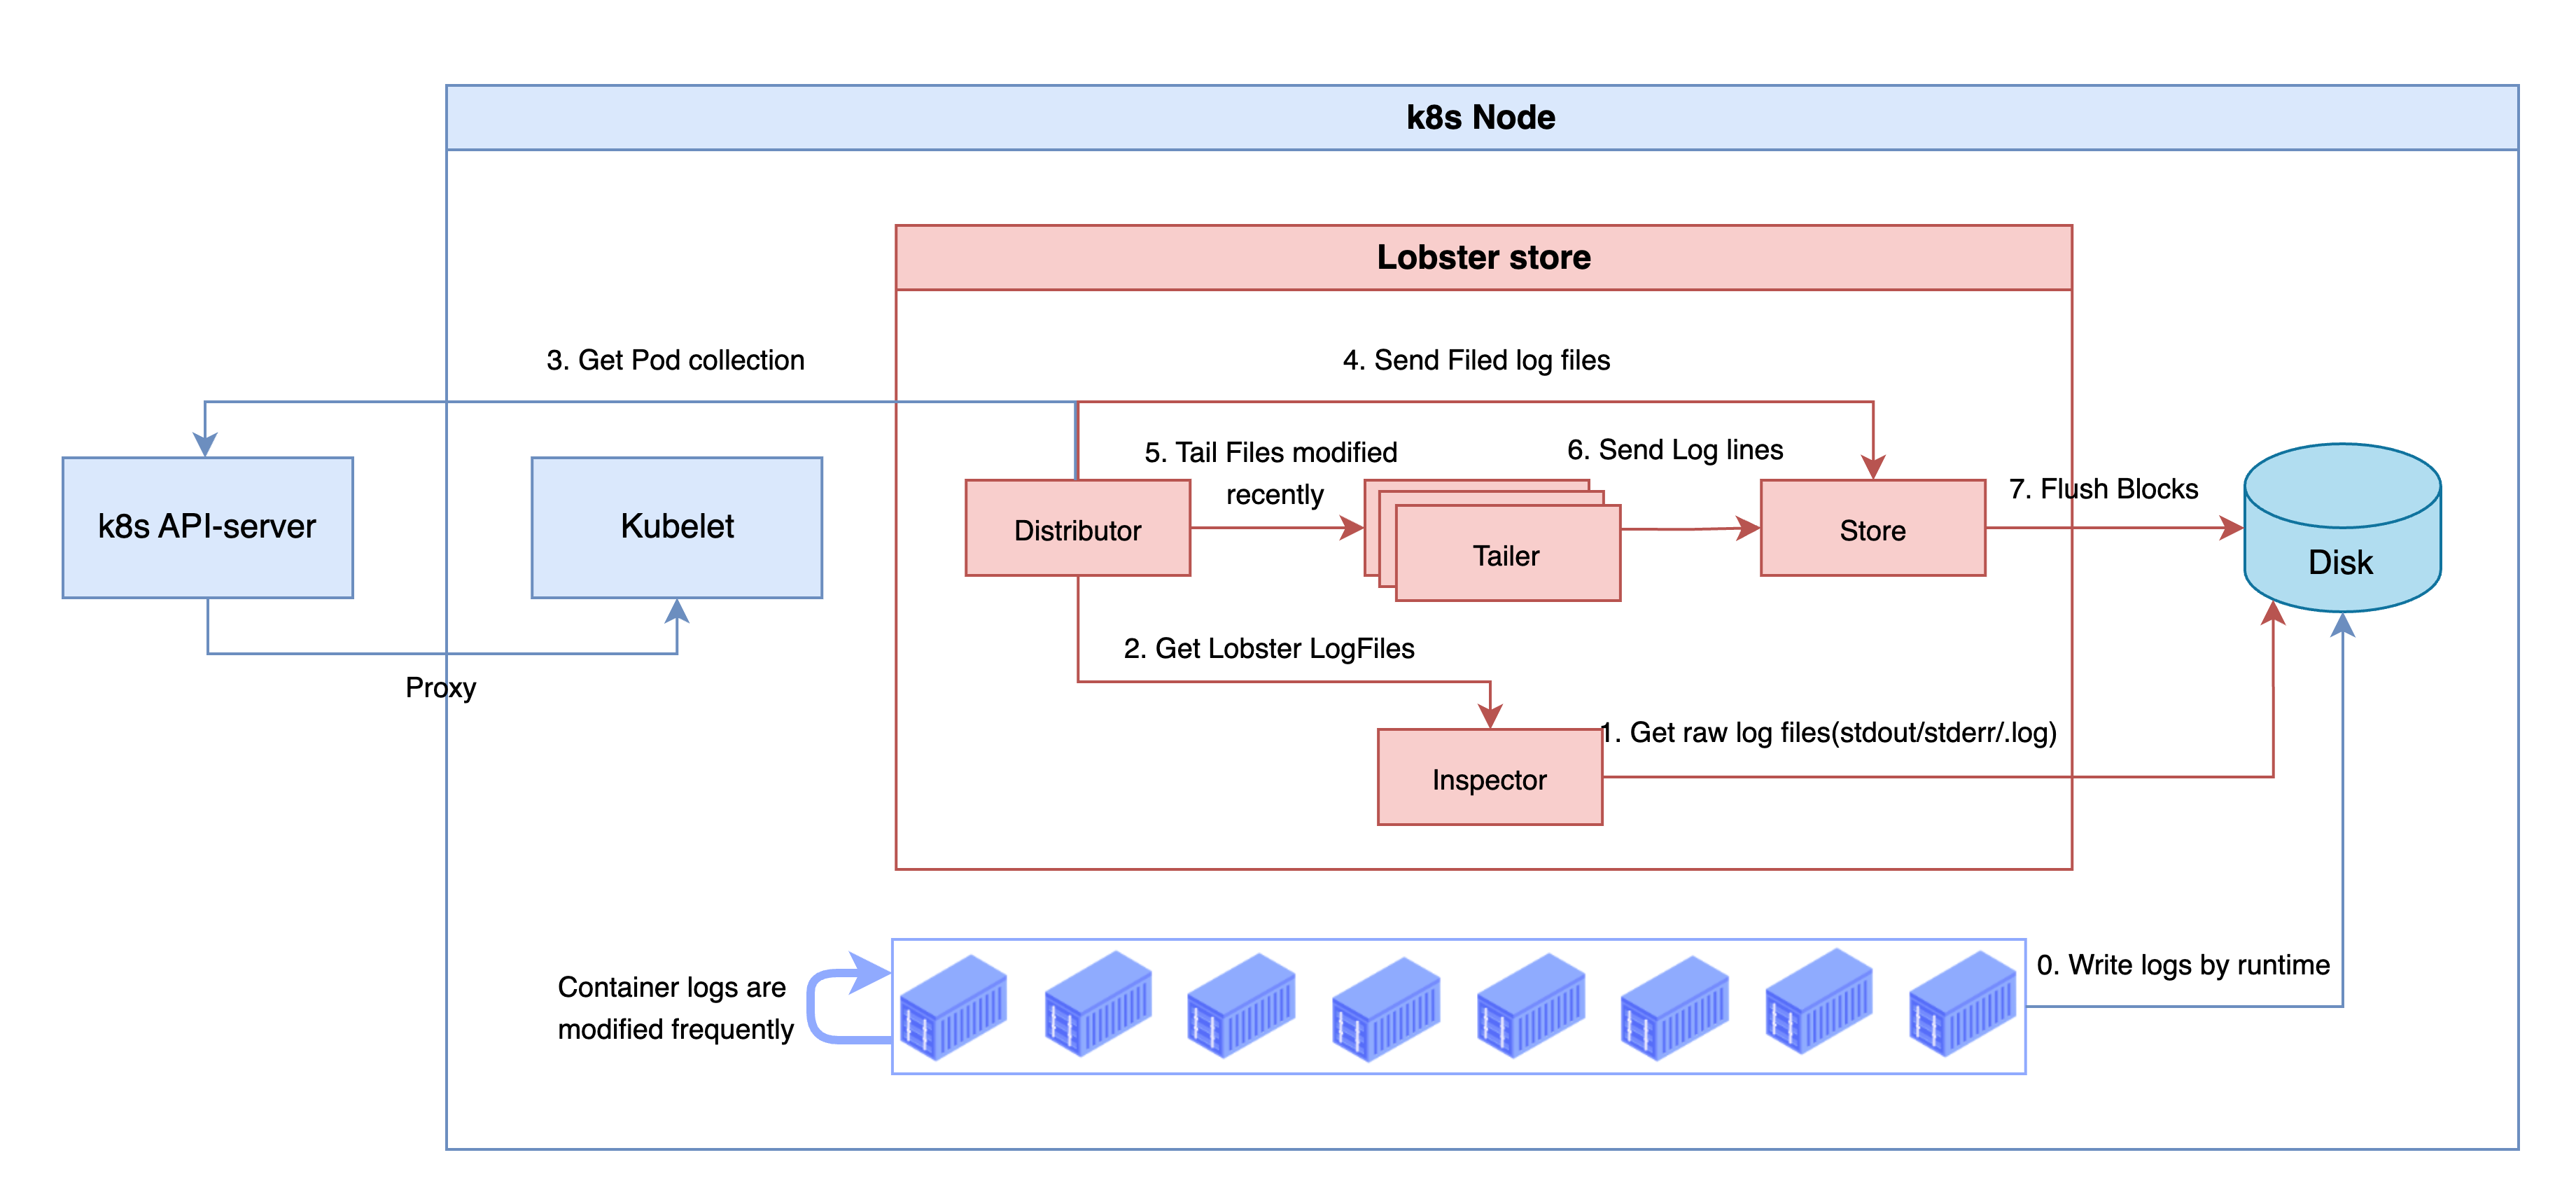 k8s Node
Lobster store
3. Get Pod collection
4. Send Filed log files
5. Tail Files modified
recently
6. Send Log lines
7. Flush Blocks
k8s API-server
Kubelet
Distributor
Tailer
Store
Disk
2. Get Lobster LogFiles
Proxy
1. Get raw log files(stdout/stderr/.log)
Inspector
0. Write logs by runtime
Container logs are
modified frequently